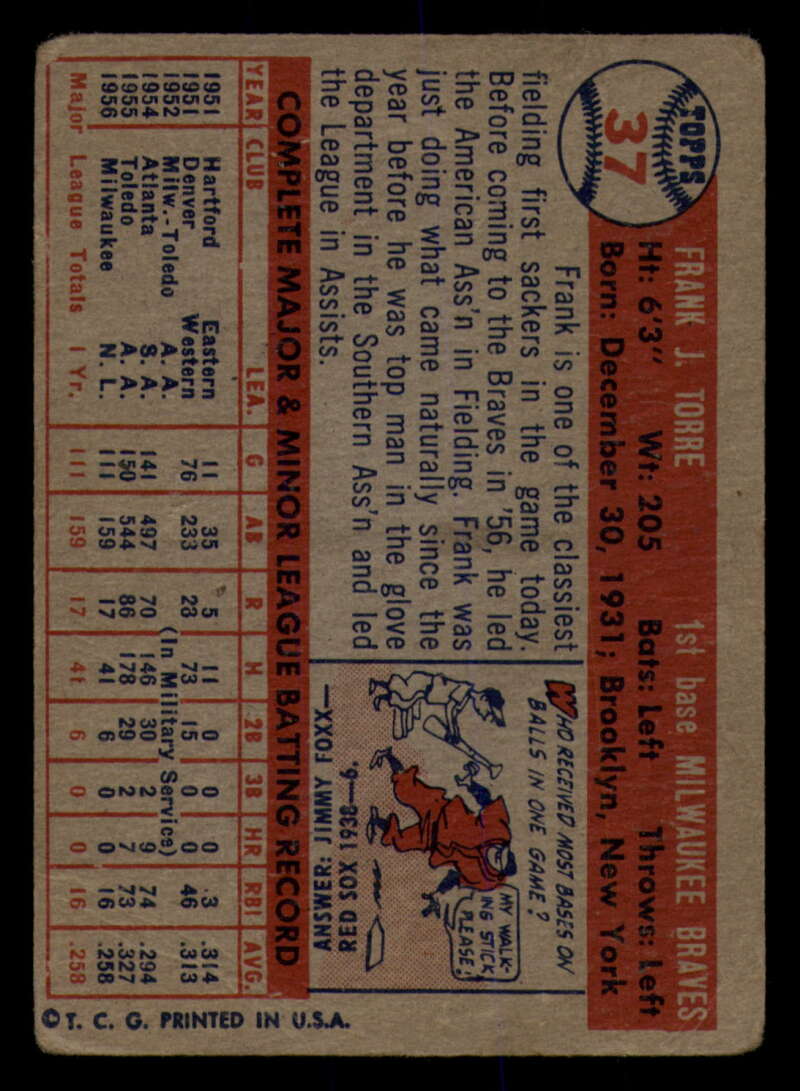 TOPPS
37
FRANK J. TORRE 1st base MILWAUKEE BRAVES
Ht: 6'3" Wt: 205 Bats: Left Throws: Left
Born: December 30, 1931; Brooklyn, New York
Frank is one of the classiest
fielding first sackers in the game today.
Before coming to the Braves in '56, he led
the American Ass'n in Fielding. Frank was
just doing what came naturally since the
year before he was top man in the glove
department in the Southern Ass'n and led
the League in Assists.
WHO RECEIVED MOST BASES ON
BALLS IN ONE GAME?
MY WALK-
ING STICK
PLEASE!
ANSWER: JIMMY FOXX—
RED SOX 1938—6.
COMPLETE MAJOR & MINOR LEAGUE BATTING RECORD
YEAR CLUB LEA. G AB R H 2B 3B HR RBI AVG.
1951 Hartford Eastern 11 35 5 11 0 0 0 3 .314
1951 Denver Western 76 233 23 73 15 0 0 46 .313
1952 Milw.-Toledo A. A. (In Military Service)
1954 Atlanta S. A. 141 497 70 146 30 2 9 74 .294
1955 Toledo A. A. 150 544 86 178 29 2 7 73 .327
1956 Milwaukee N. L. 111 159 17 41 6 0 0 16 .258
Major League Totals 1 Yr. 111 159 17 41 6 0 0 16 .258
© T. C. G. PRINTED IN U.S.A.